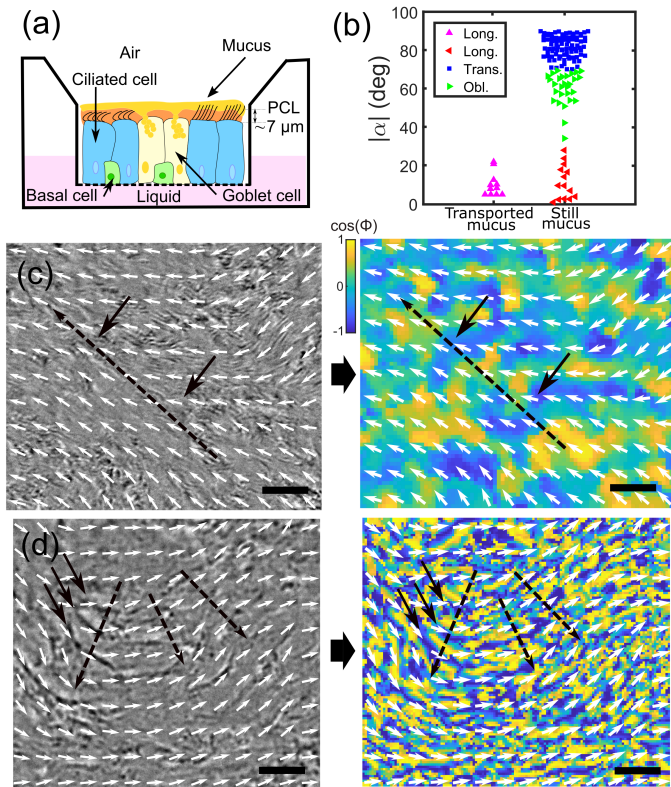 (a)
Air
Mucus
Ciliated cell
PCL
~7 μm
Basal cell
Liquid
Goblet cell
(b)
|α| (deg)
100
80
60
40
20
0
Long.
Long.
Trans.
Obl.
Transported
mucus
Still
mucus
(c)
cos(Φ)
1
0
-1
(d)